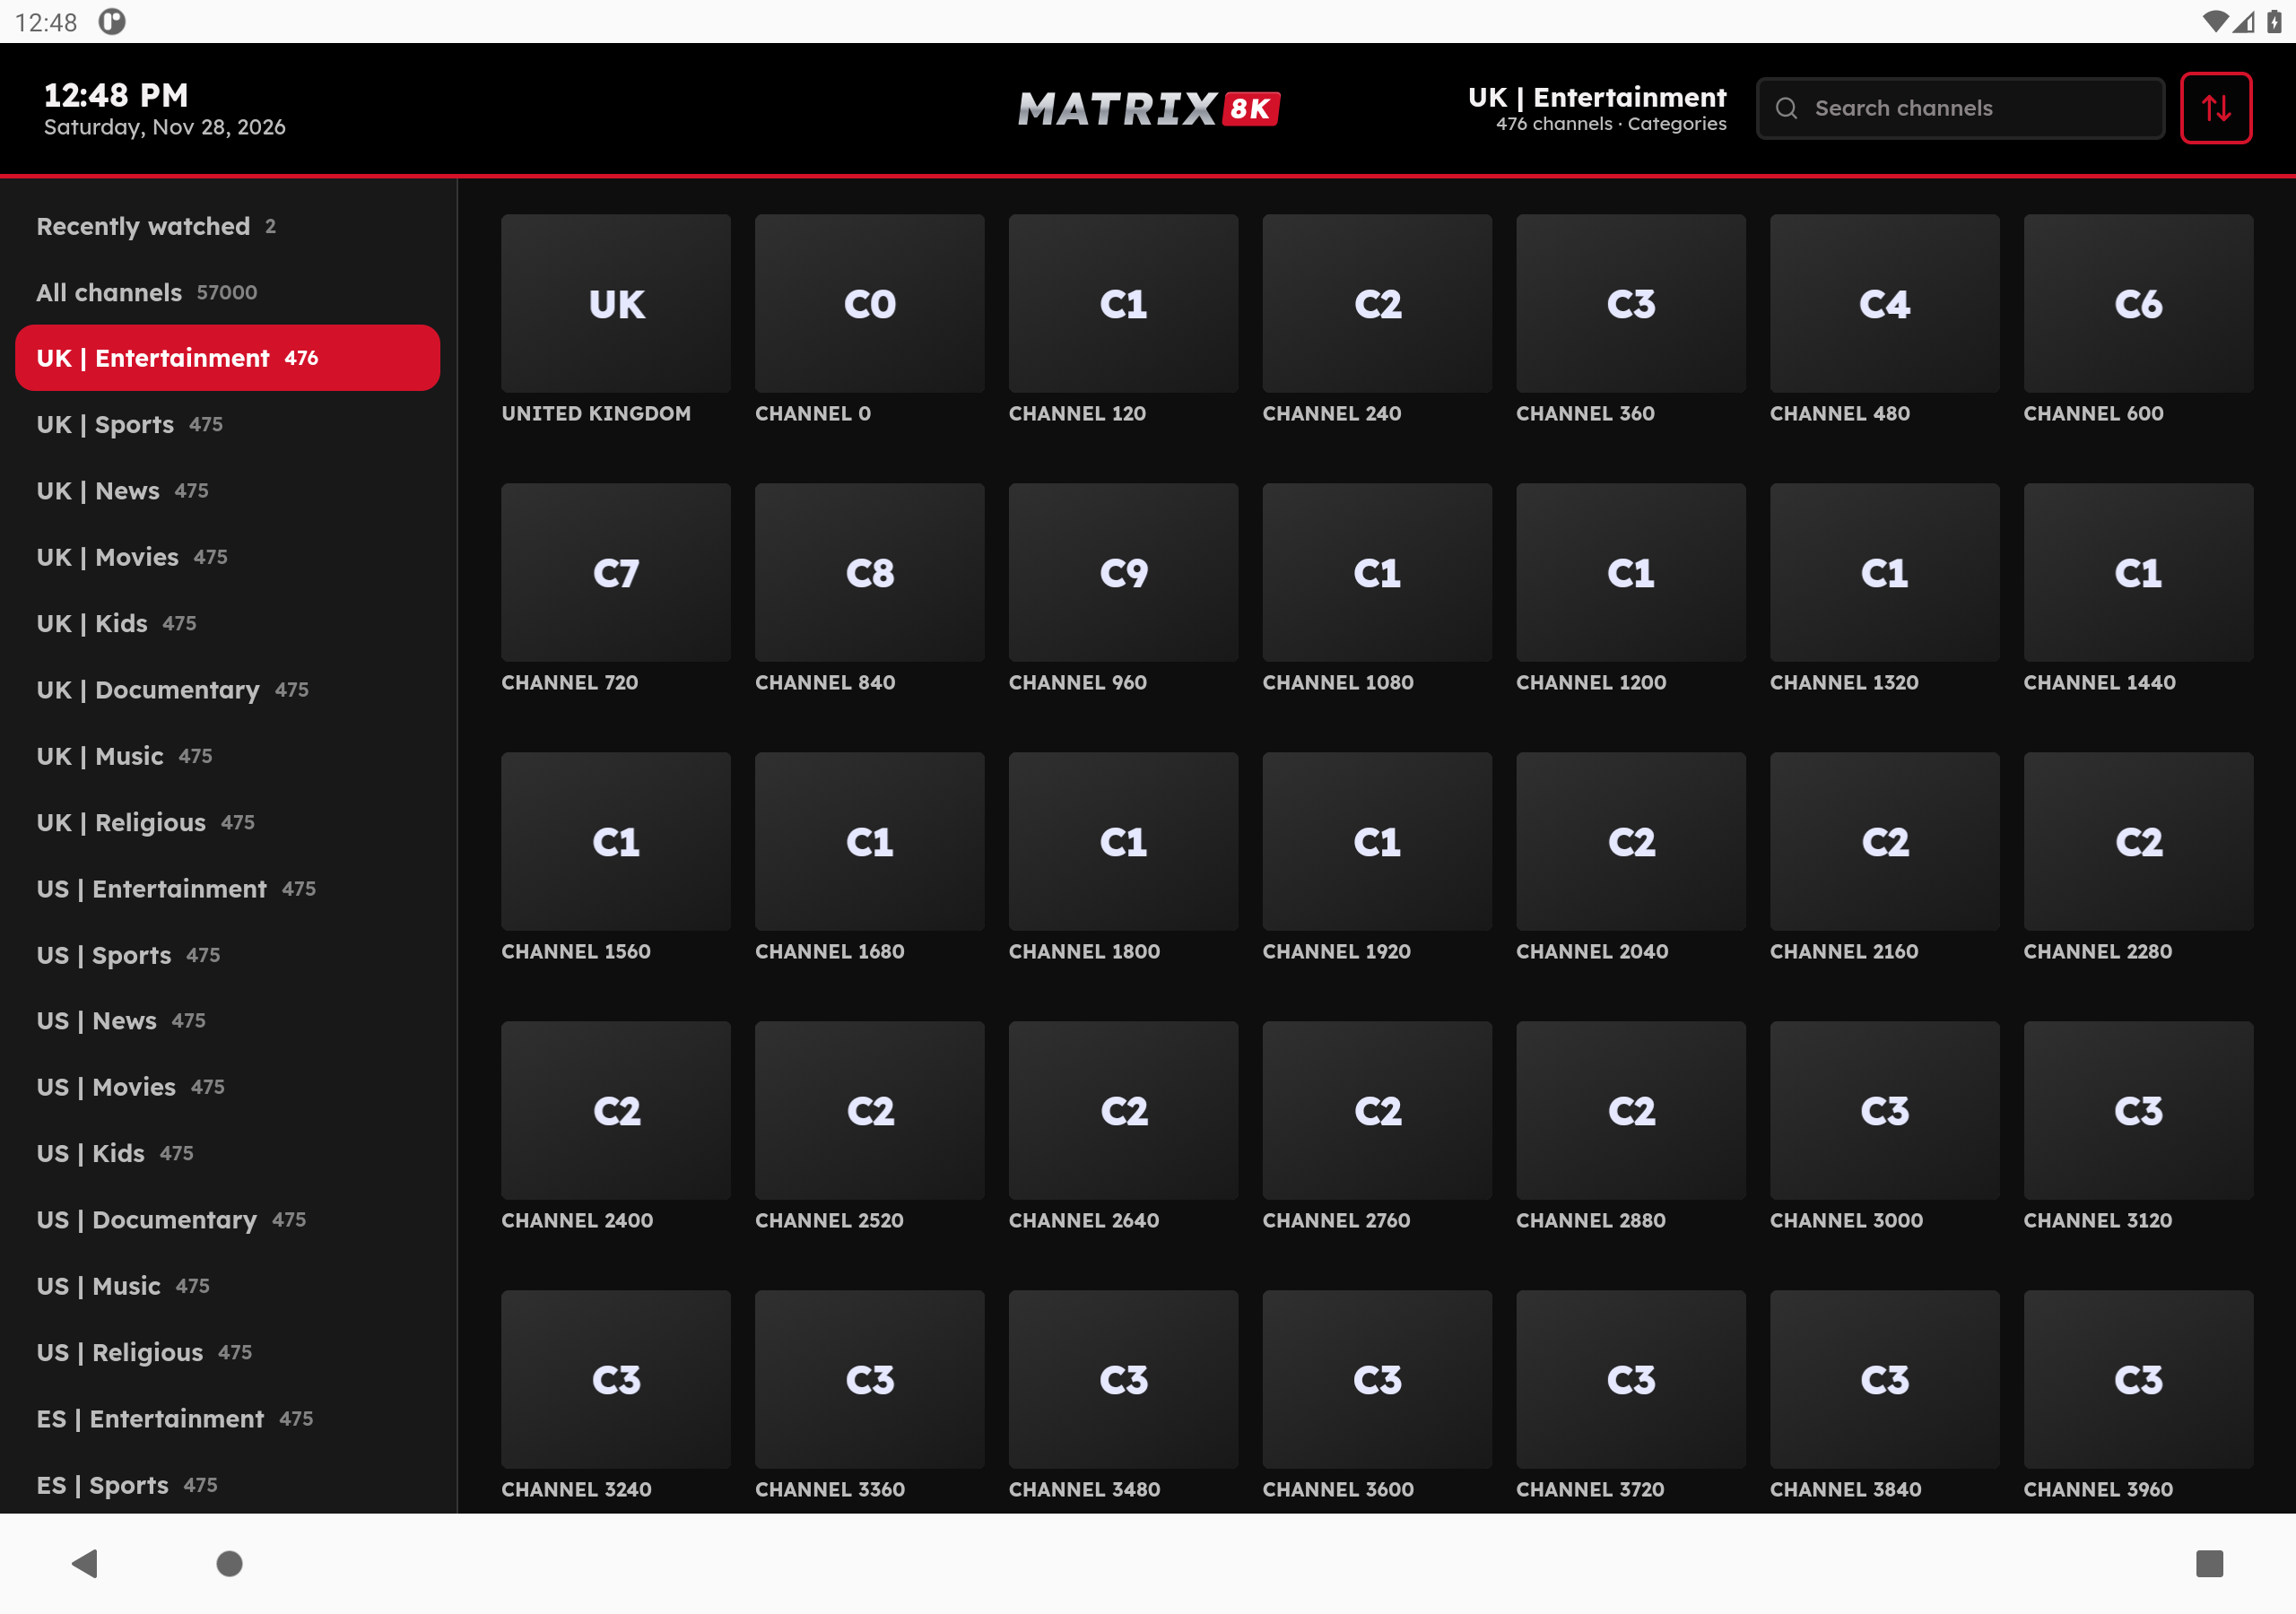 12:48
12:48 PM
Saturday, Nov 28, 2026
MATRIX 8K
UK | Entertainment
476 channels · Categories
Search channels
Recently watched 2
All channels 57000
UK | Entertainment 476
UK | Sports 475
UK | News 475
UK | Movies 475
UK | Kids 475
UK | Documentary 475
UK | Music 475
UK | Religious 475
US | Entertainment 475
US | Sports 475
US | News 475
US | Movies 475
US | Kids 475
US | Documentary 475
US | Music 475
US | Religious 475
ES | Entertainment 475
ES | Sports 475
UK C0 C1 C2 C3 C4 C6
UNITED KINGDOM CHANNEL 0 CHANNEL 120 CHANNEL 240 CHANNEL 360 CHANNEL 480 CHANNEL 600
C7 C8 C9 C1 C1 C1 C1
CHANNEL 720 CHANNEL 840 CHANNEL 960 CHANNEL 1080 CHANNEL 1200 CHANNEL 1320 CHANNEL 1440
C1 C1 C1 C1 C2 C2 C2
CHANNEL 1560 CHANNEL 1680 CHANNEL 1800 CHANNEL 1920 CHANNEL 2040 CHANNEL 2160 CHANNEL 2280
C2 C2 C2 C2 C2 C3 C3
CHANNEL 2400 CHANNEL 2520 CHANNEL 2640 CHANNEL 2760 CHANNEL 2880 CHANNEL 3000 CHANNEL 3120
C3 C3 C3 C3 C3 C3 C3
CHANNEL 3240 CHANNEL 3360 CHANNEL 3480 CHANNEL 3600 CHANNEL 3720 CHANNEL 3840 CHANNEL 3960